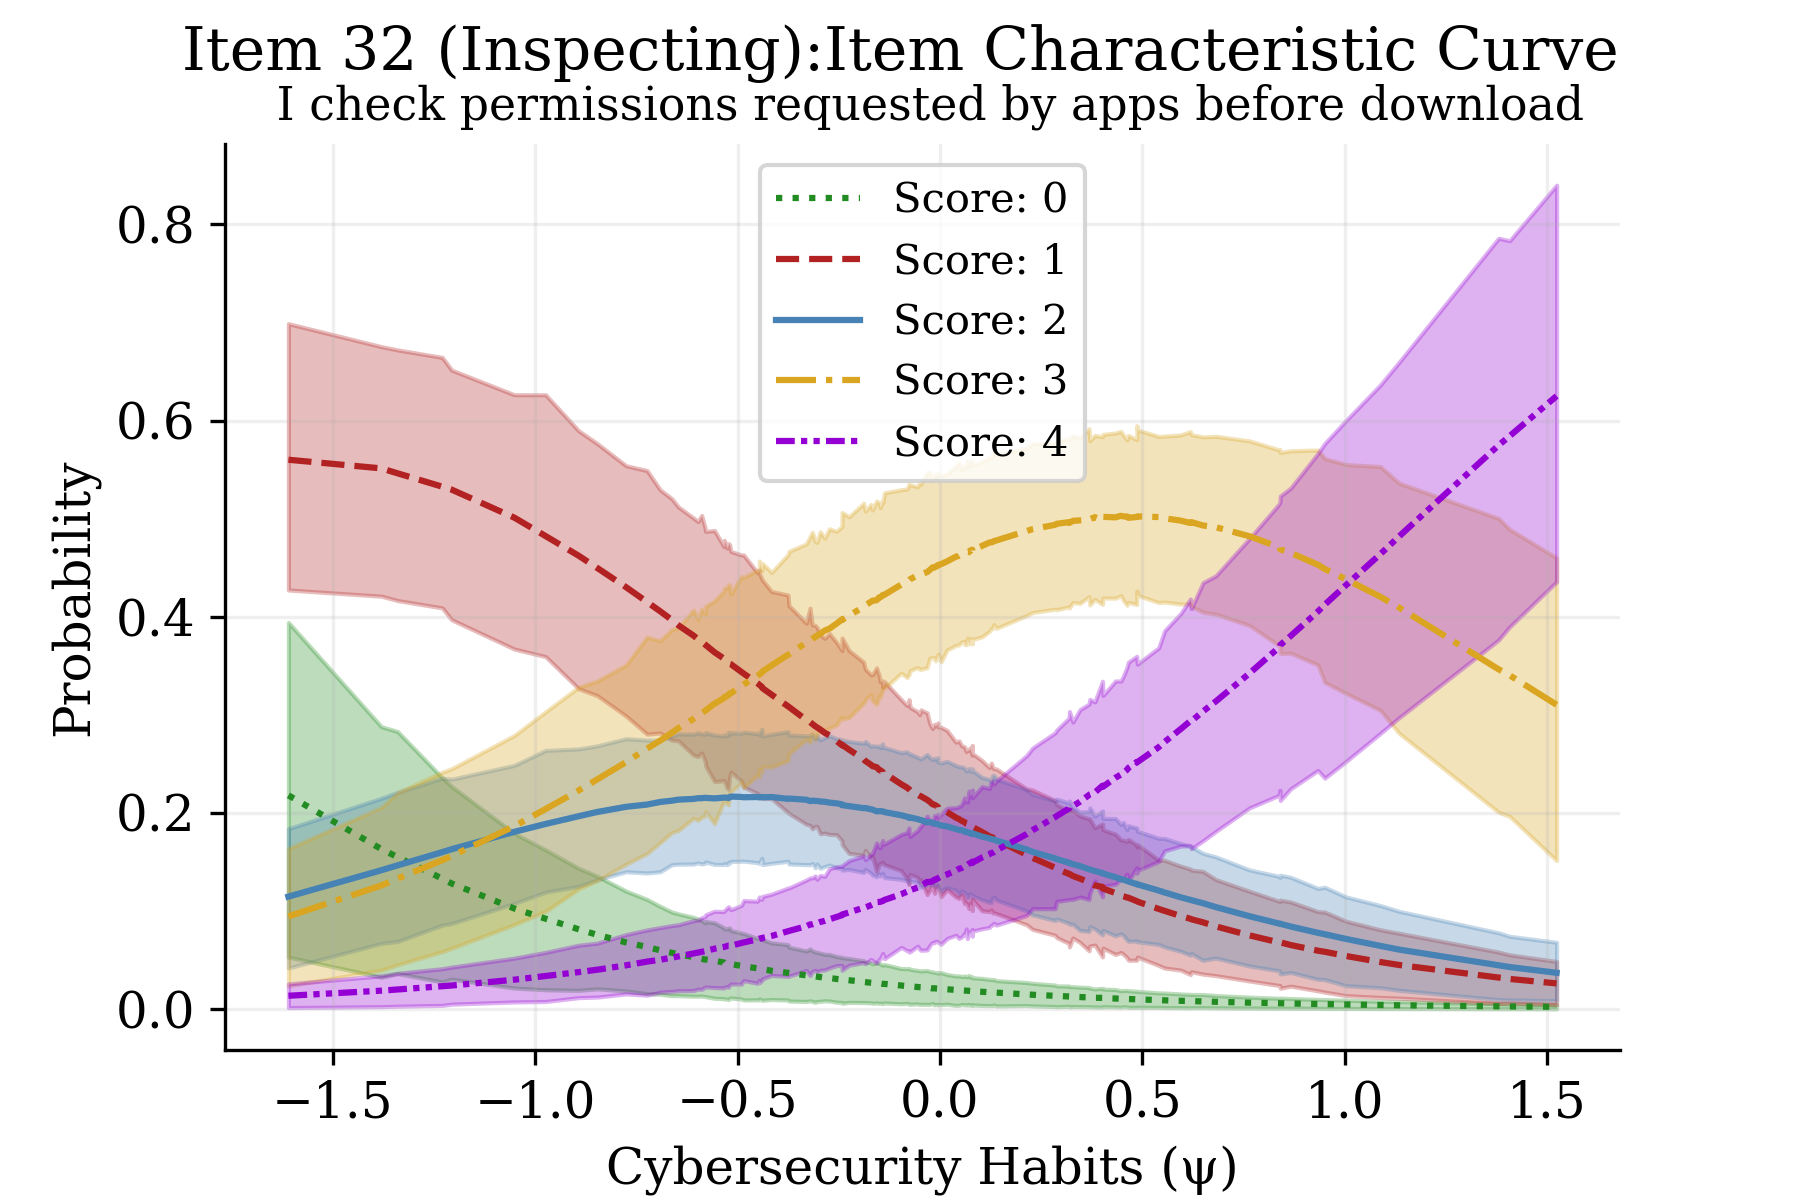 Item 32 (Inspecting):Item Characteristic Curve
I check permissions requested by apps before download
Score: 0
Score: 1
Score: 2
Score: 3
Score: 4
Probability
0.8
0.6
0.4
0.2
0.0
−1.5
−1.0
−0.5
0.0
0.5
1.0
1.5
Cybersecurity Habits (ψ)